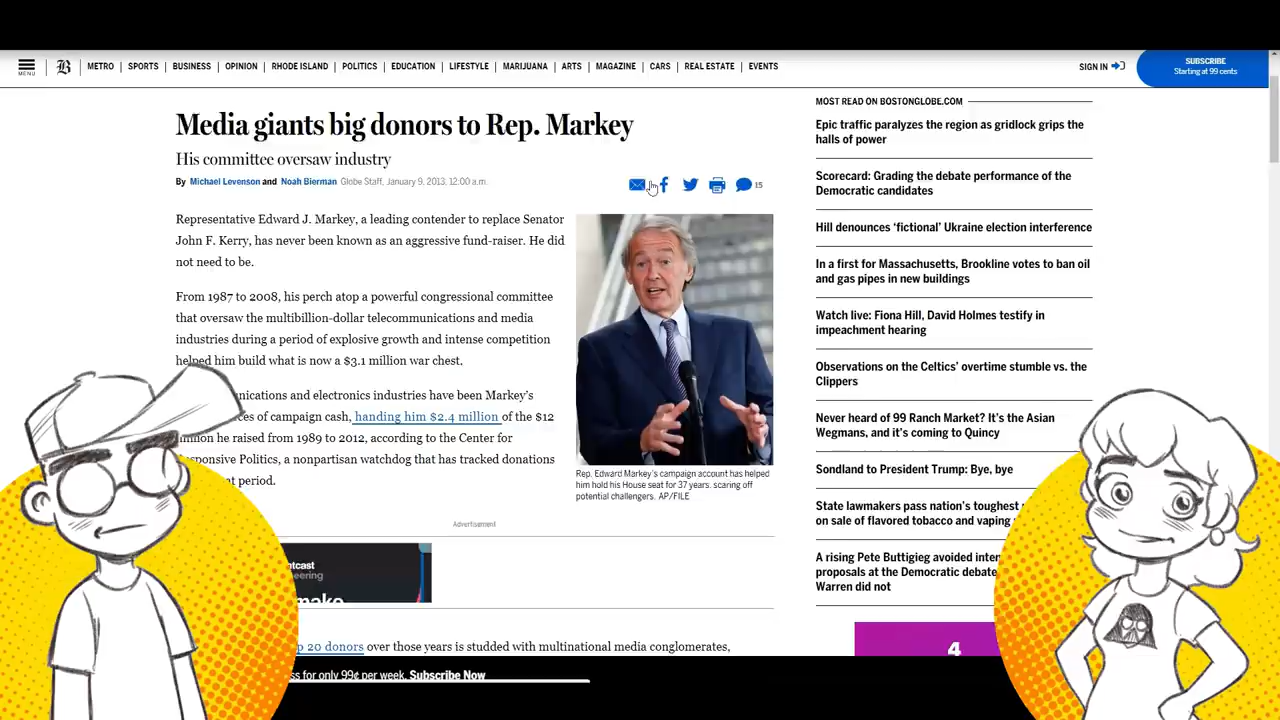 MENU
B
METRO | SPORTS | BUSINESS | OPINION | RHODE ISLAND | POLITICS | EDUCATION | LIFESTYLE | MARIJUANA | ARTS | MAGAZINE | CARS | REAL ESTATE | EVENTS
SIGN IN
SUBSCRIBE
Starting at 99 cents
Media giants big donors to Rep. Markey
His committee oversaw industry
By Michael Levenson and Noah Bierman Globe Staff, January 9, 2013, 12:00 a.m.
15
Representative Edward J. Markey, a leading contender to replace Senator
John F. Kerry, has never been known as an aggressive fund-raiser. He did
not need to be.
From 1987 to 2008, his perch atop a powerful congressional committee
that oversaw the multibillion-dollar telecommunications and media
industries during a period of explosive growth and intense competition
helped him build what is now a $3.1 million war chest.
nications and electronics industries have been Markey's
ces of campaign cash, handing him $2.4 million of the $12
he raised from 1989 to 2012, according to the Center for
sponsive Politics, a nonpartisan watchdog that has tracked donations
at period.
Rep. Edward Markey's campaign account has helped
him hold his House seat for 37 years. scaring off
potential challengers. AP/FILE
Advertisement
ntcast
eering
make
p 20 donors over those years is studded with multinational media conglomerates,
ss for only 99¢ per week. Subscribe Now
MOST READ ON BOSTONGLOBE.COM
Epic traffic paralyzes the region as gridlock grips the
halls of power
Scorecard: Grading the debate performance of the
Democratic candidates
Hill denounces 'fictional' Ukraine election interference
In a first for Massachusetts, Brookline votes to ban oil
and gas pipes in new buildings
Watch live: Fiona Hill, David Holmes testify in
impeachment hearing
Observations on the Celtics' overtime stumble vs. the
Clippers
Never heard of 99 Ranch Market? It's the Asian
Wegmans, and it's coming to Quincy
Sondland to President Trump: Bye, bye
State lawmakers pass nation's toughest
on sale of flavored tobacco and vaping
A rising Pete Buttigieg avoided inten
proposals at the Democratic debate
Warren did not
4